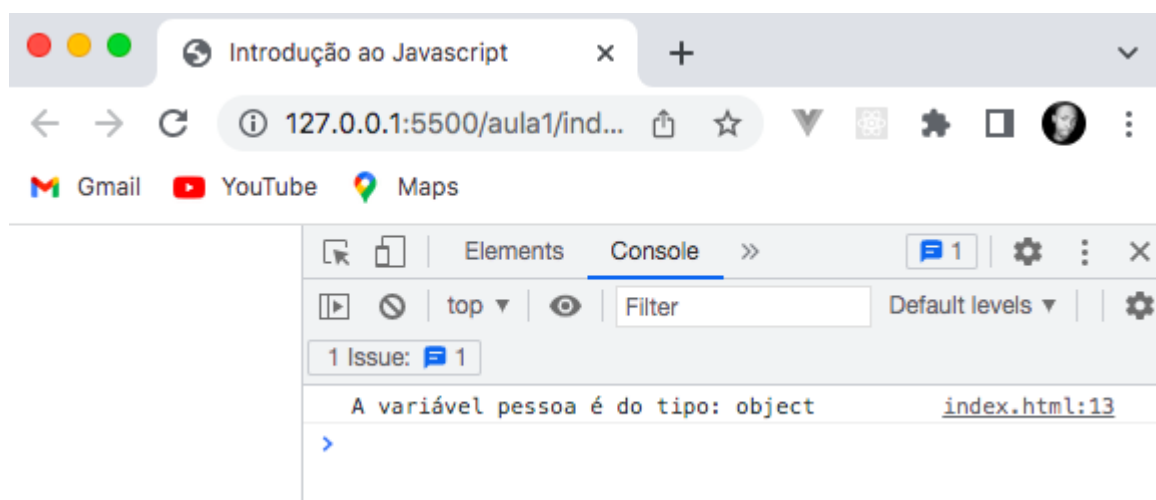 Introdução ao Javascript
127.0.0.1:5500/aula1/ind...
Gmail YouTube Maps
Elements Console 1
top Filter Default levels
1 Issue: 1
A variável pessoa é do tipo: object index.html:13